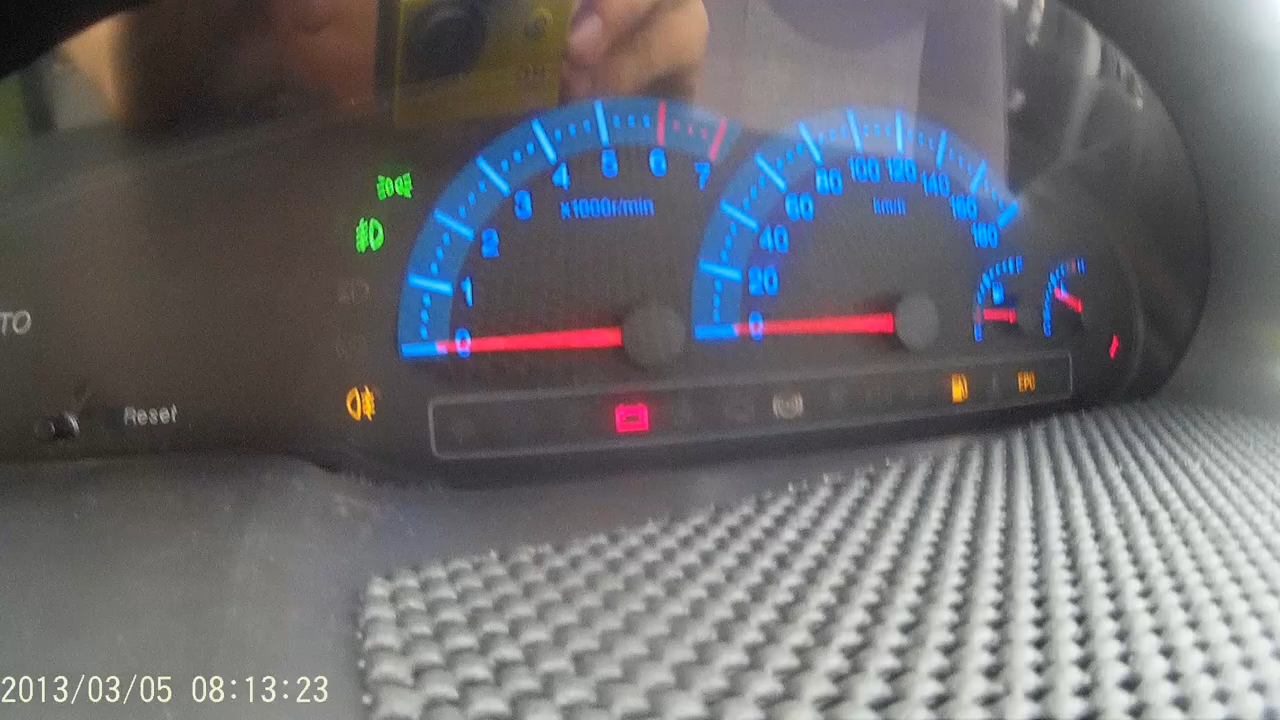 0 1 2 3 4 5 6 7
x1000r/min
0 20 40 60 80 100 120 140 160 180
km/h
TO
Reset
EPC
2013/03/05 08:13:23